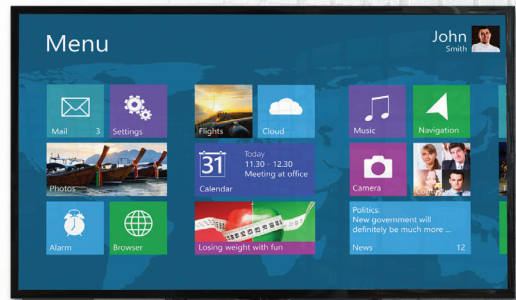 Menu
John
Smith
Mail 3
Settings
Flights
Cloud
Music
Navigation
Photos
31
Today
11.30 - 12.30
Meeting at office
Calendar
Camera
Alarm
Browser
Losing weight with fun
Politics:
New government will
definitely be much more ...
News 12